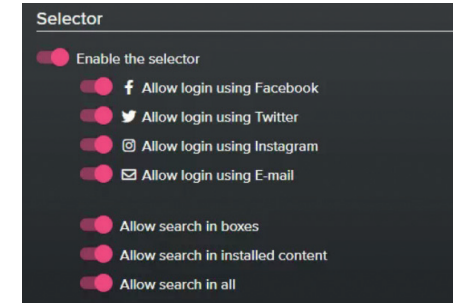 Selector
Enable the selector
Allow login using Facebook
Allow login using Twitter
Allow login using Instagram
Allow login using E-mail
Allow search in boxes
Allow search in installed content
Allow search in all